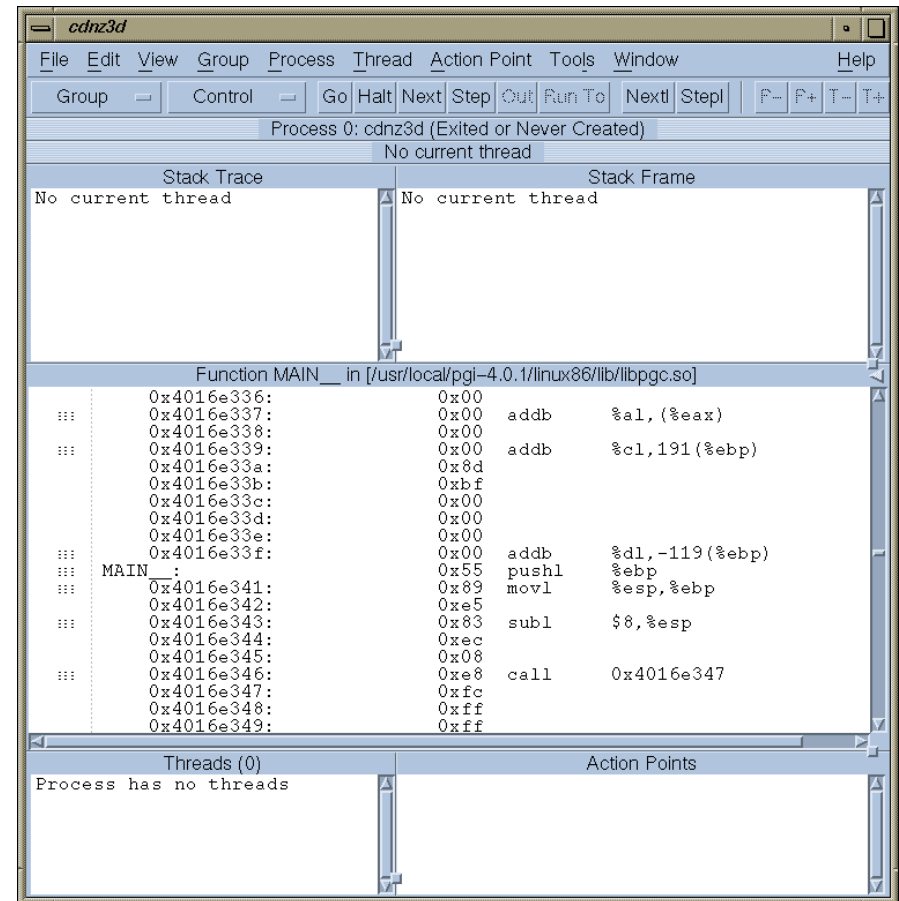 cdnz3d
File Edit View Group Process Thread Action Point Tools Window Help
Group Control Go Halt Next Step Out Run To NextI StepI P- P+ T- T+
Process 0: cdnz3d (Exited or Never Created)
No current thread
Stack Trace Stack Frame
No current thread No current thread
Function MAIN__ in [/usr/local/pgi-4.0.1/linux86/lib/libpgc.so]
0x4016e336: 0x00
0x4016e337: 0x00 addb %al,(%eax)
0x4016e338: 0x00
0x4016e339: 0x00 addb %cl,191(%ebp)
0x4016e33a: 0x8d
0x4016e33b: 0xbf
0x4016e33c: 0x00
0x4016e33d: 0x00
0x4016e33e: 0x00
0x4016e33f: 0x00 addb %dl,-119(%ebp)
MAIN__: 0x55 pushl %ebp
0x4016e341: 0x89 movl %esp,%ebp
0x4016e342: 0xe5
0x4016e343: 0x83 subl $8,%esp
0x4016e344: 0xec
0x4016e345: 0x08
0x4016e346: 0xe8 call 0x4016e347
0x4016e347: 0xfc
0x4016e348: 0xff
0x4016e349: 0xff
Threads (0) Action Points
Process has no threads